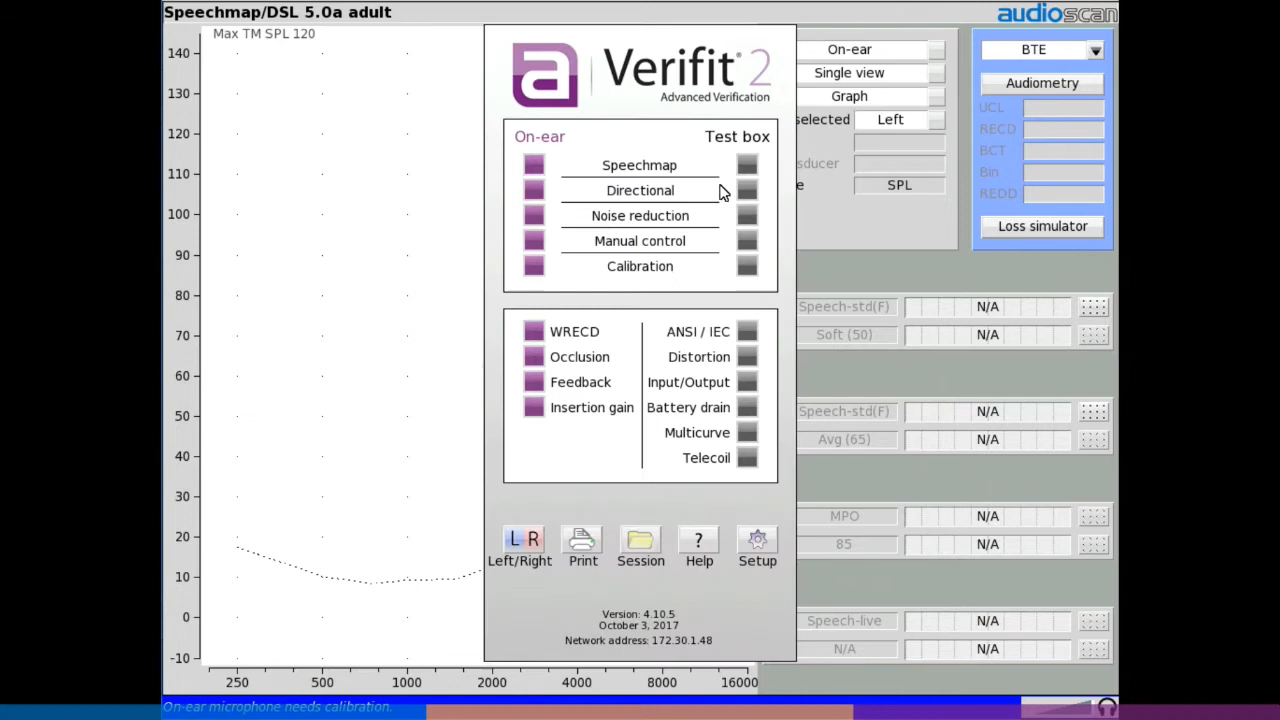 Speechmap/DSL 5.0a adult
audioscan
Max TM SPL 120
140
130
120
110
100
90
80
70
60
50
40
30
20
10
0
-10
250
500
1000
2000
4000
8000
16000
a
Verifit® 2
Advanced Verification
On-ear
Test box
Speechmap
Directional
Noise reduction
Manual control
Calibration
WRECD
Occlusion
Feedback
Insertion gain
ANSI / IEC
Distortion
Input/Output
Battery drain
Multicurve
Telecoil
L R
?
Left/Right
Print
Session
Help
Setup
Version: 4.10.5
October 3, 2017
Network address: 172.30.1.48
On-ear
Single view
Graph
selected
Left
sducer
e
SPL
BTE
Audiometry
UCL
RECD
BCT
Bin
REDD
Loss simulator
Speech-std(F)
N/A
Soft (50)
N/A
Speech-std(F)
N/A
Avg (65)
N/A
MPO
N/A
85
N/A
Speech-live
N/A
N/A
N/A
On-ear microphone needs calibration.